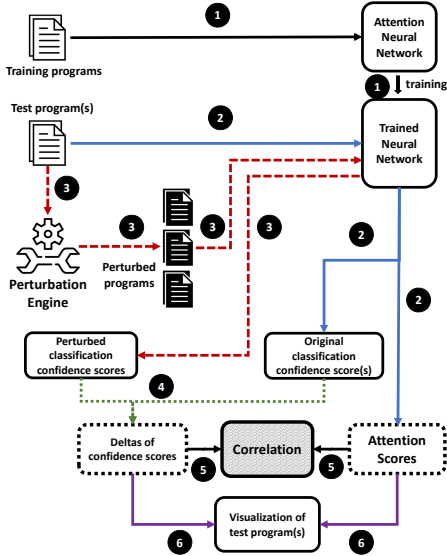 1
Attention
Neural
Network
Training programs
1
training
Test program(s)
2
Trained
Neural
Network
3
3
3
3
2
Perturbed
programs
Perturbation
Engine
2
Perturbed
classification
confidence scores
Original
classification
confidence score(s)
4
Deltas of
confidence scores
5
Correlation
5
Attention
Scores
6
Visualization of
test program(s)
6